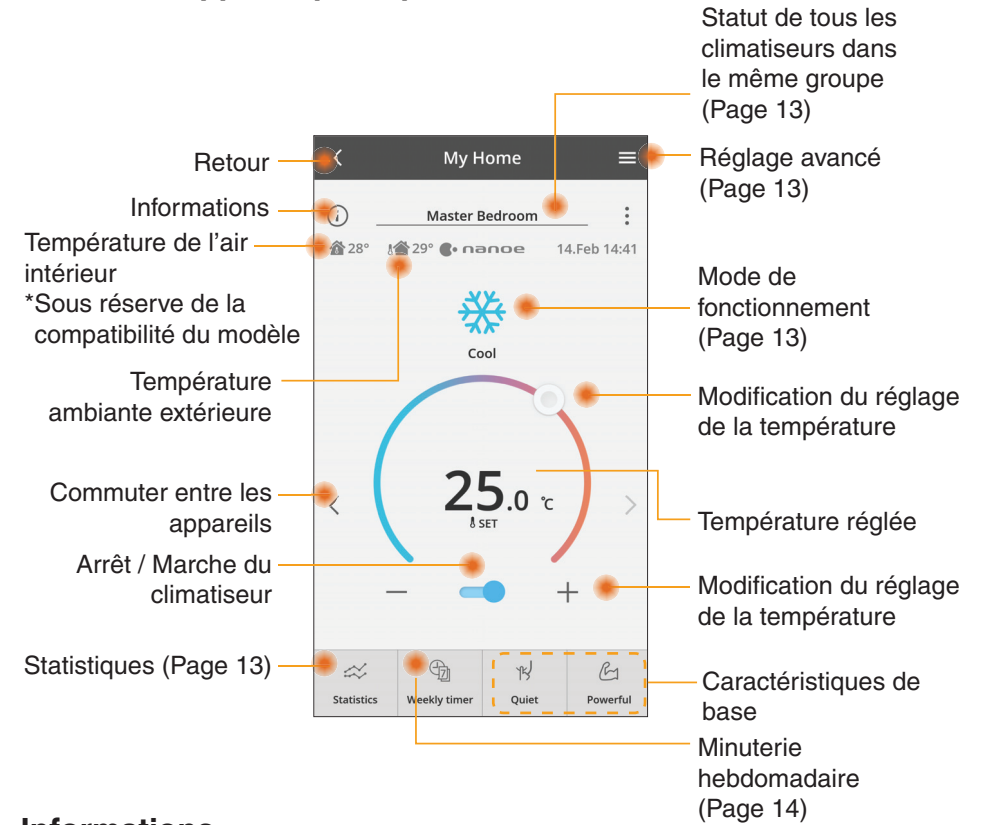 Statut de tous les
climatiseurs dans
le même groupe
(Page 13)
Retour
My Home
Réglage avancé
(Page 13)
Informations
Master Bedroom
Température de l'air
intérieur
*Sous réserve de la
compatibilité du modèle
28°
29°
nanoe
14.Feb 14:41
Mode de
fonctionnement
(Page 13)
Cool
Température
ambiante extérieure
Modification du réglage
de la température
Commuter entre les
appareils
25.0 °C
SET
Température réglée
Arrêt / Marche du
climatiseur
Modification du réglage
de la température
Statistiques (Page 13)
Statistics
7
Weekly timer
Quiet
Powerful
Caractéristiques de
base
Minuterie
hebdomadaire
(Page 14)
Informations